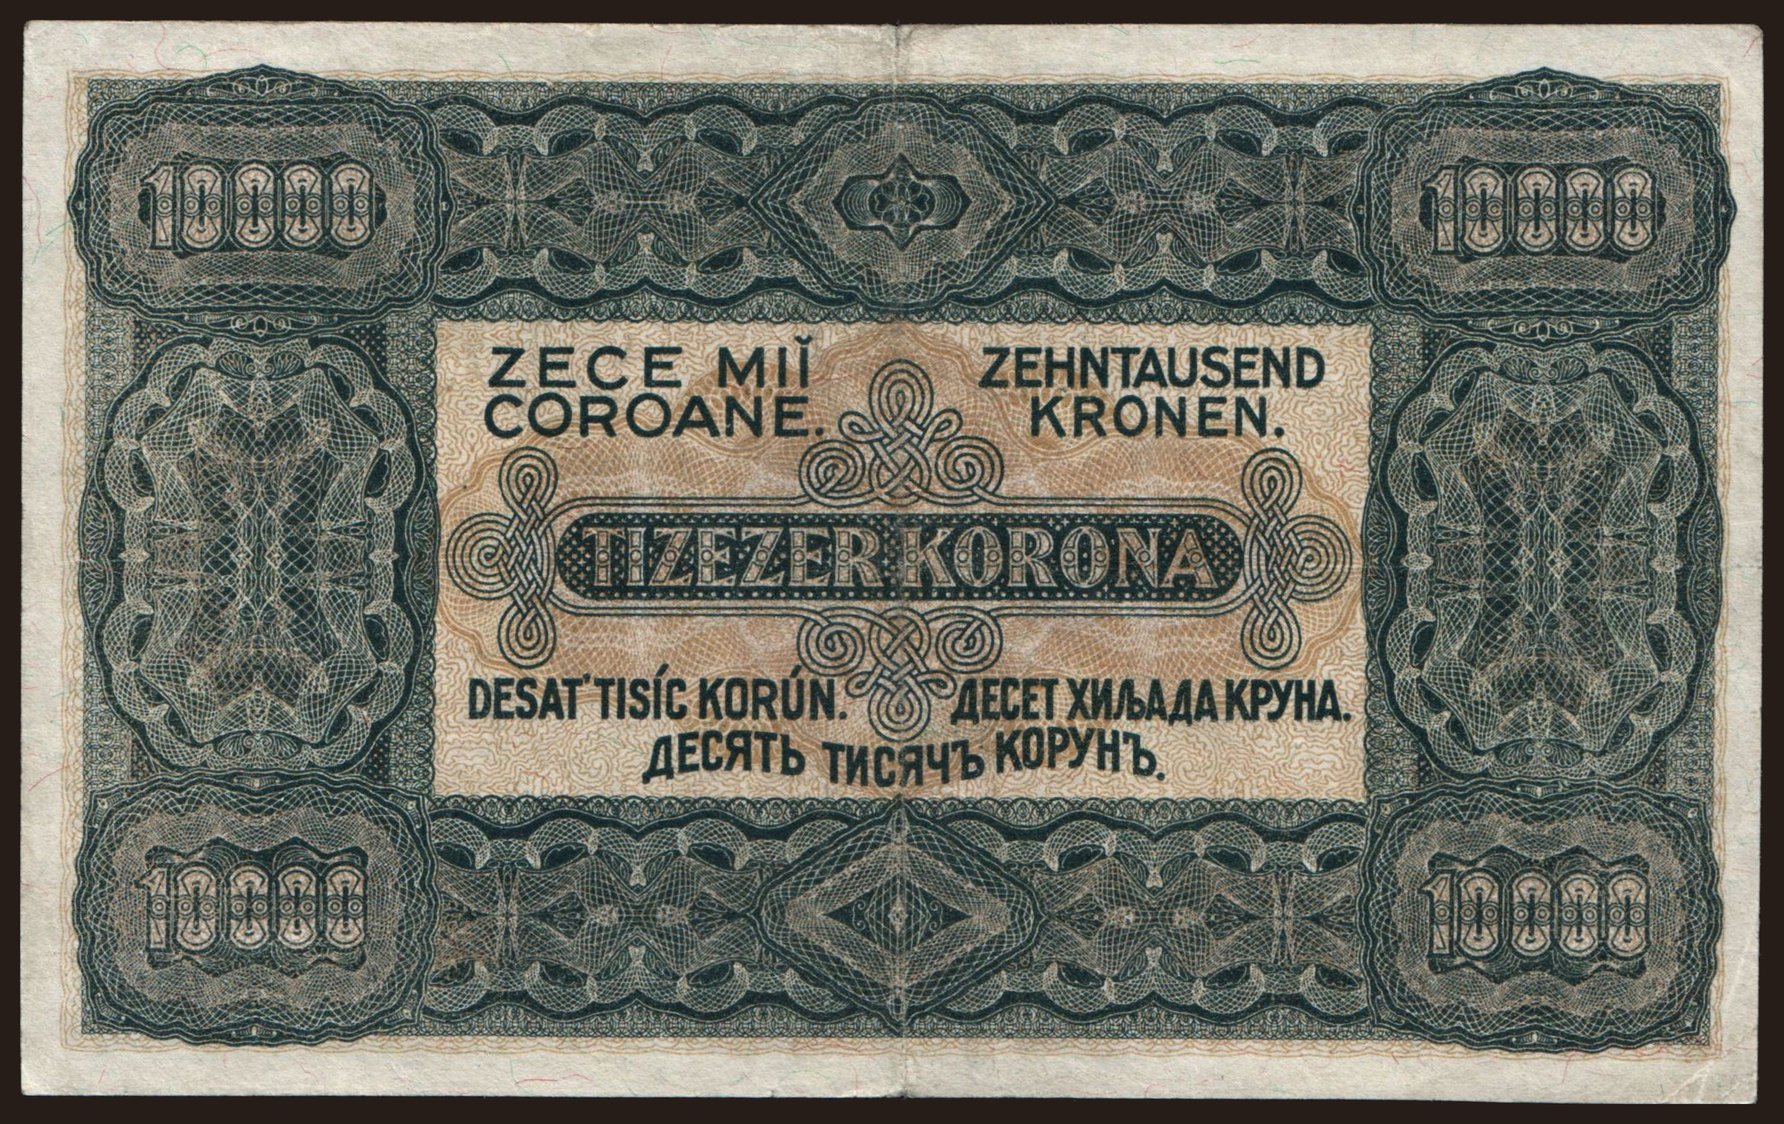 10000
10000
ZECE MIĬ
COROANE.
ZEHNTAUSEND
KRONEN.
TIZEZER KORONA
DESAT' TISÍC KORÚN.
ДЕСЕТ ХИЉАДА КРУНА.
ДЕСЯТЬ ТИСЯЧЪ КОРУНЪ.
10000
10000